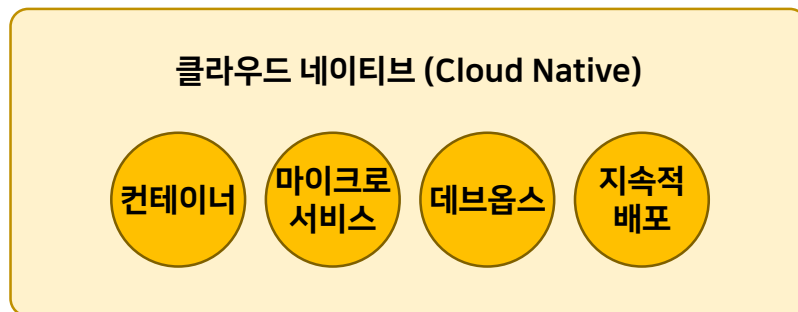 클라우드 네이티브 (Cloud Native)
컨테이너
마이크로
서비스
데브옵스
지속적
배포